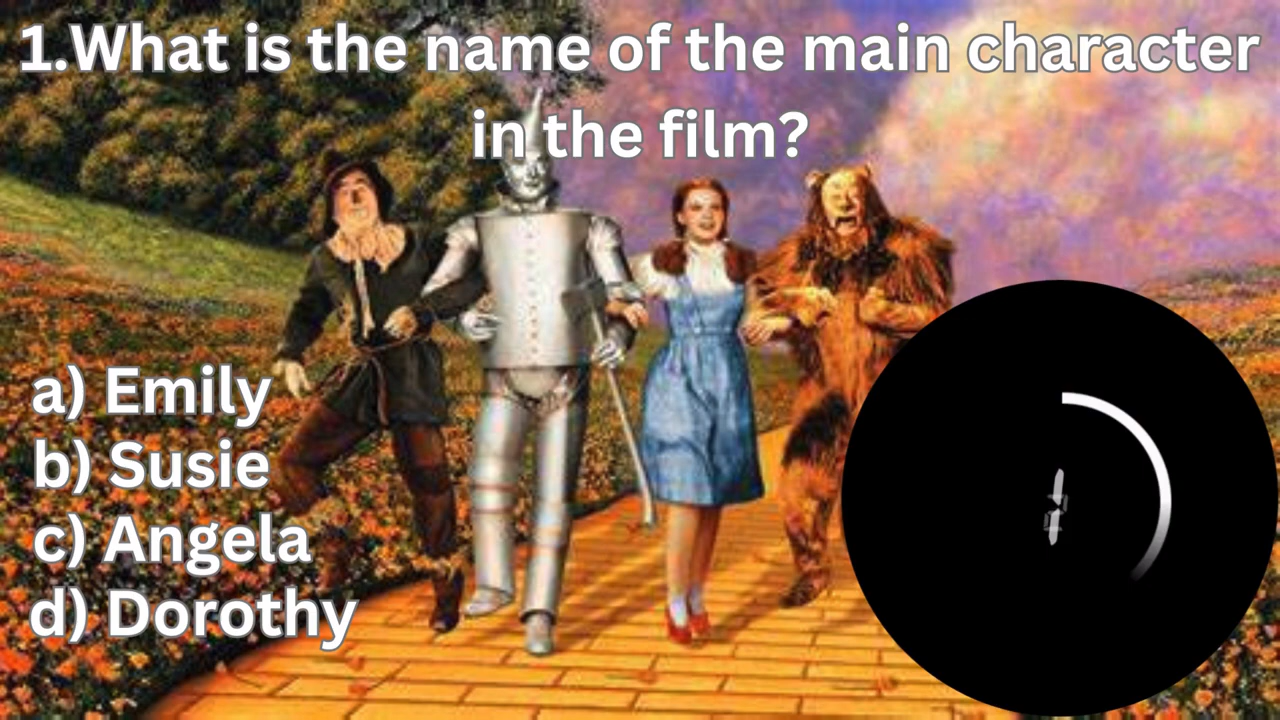 1.What is the name of the main character
in the film?
a) Emily
b) Susie
c) Angela
d) Dorothy